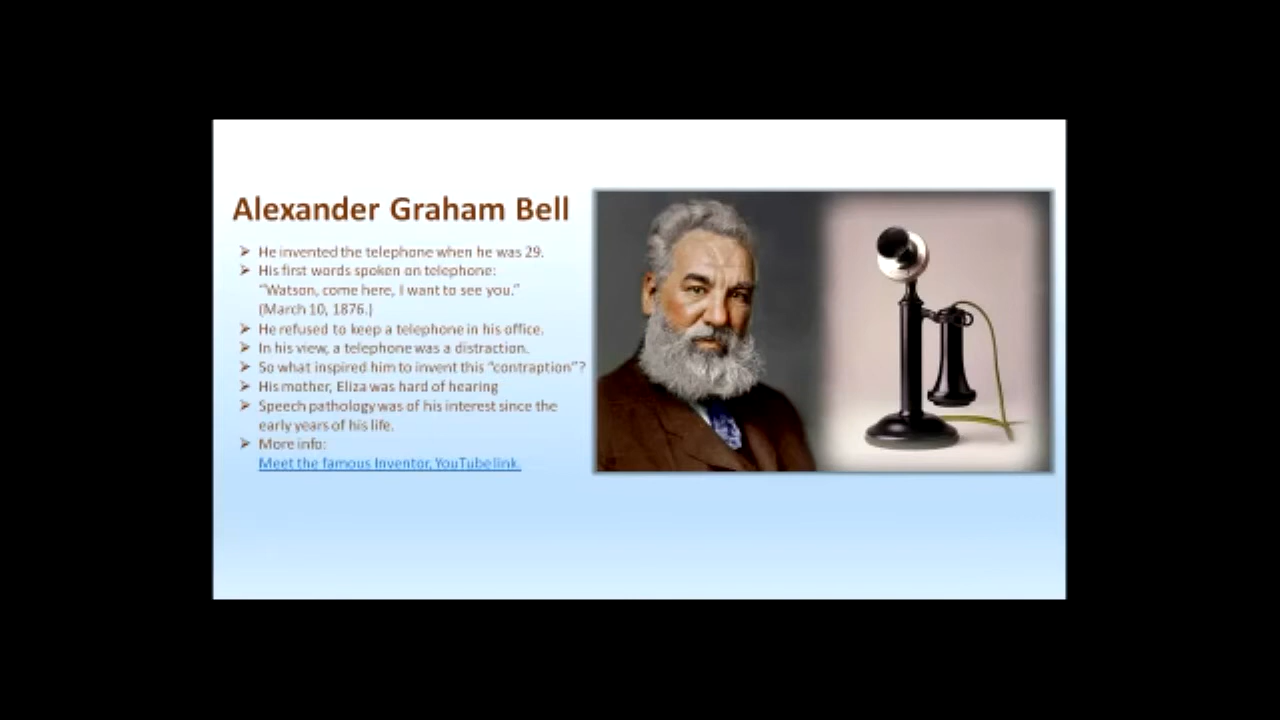 Alexander Graham Bell
He invented the telephone when he was 29.
His first words spoken on telephone:
"Watson, come here, I want to see you."
(March 10, 1876.)
He refused to keep a telephone in his office.
In his view, a telephone was a distraction.
So what inspired him to invent this "contraption"?
His mother, Eliza was hard of hearing
Speech pathology was of his interest since the
early years of his life.
More info:
Meet the famous Inventor, YouTube link.